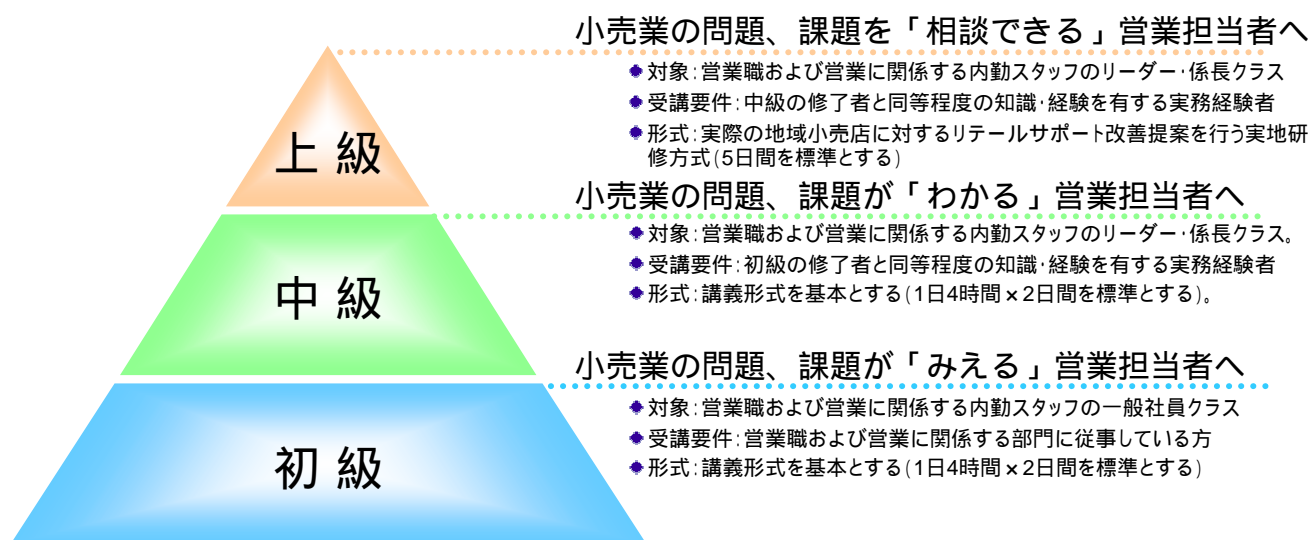 小売業の問題、課題を「相談できる」営業担当者へ
◆対象:営業職および営業に関係する内勤スタッフのリーダー・係長クラス
◆受講要件:中級の修了者と同等程度の知識・経験を有する実務経験者
◆形式:実際の地域小売店に対するリテールサポート改善提案を行う実地研
修方式(5日間を標準とする)
上級
小売業の問題、課題が「わかる」営業担当者へ
◆対象:営業職および営業に関係する内勤スタッフのリーダー・係長クラス。
◆受講要件:初級の修了者と同等程度の知識・経験を有する実務経験者
◆形式:講義形式を基本とする(1日4時間×2日間を標準とする)。
中級
小売業の問題、課題が「みえる」営業担当者へ
◆対象:営業職および営業に関係する内勤スタッフの一般社員クラス
◆受講要件:営業職および営業に関係する部門に従事している方
◆形式:講義形式を基本とする(1日4時間×2日間を標準とする)
初級